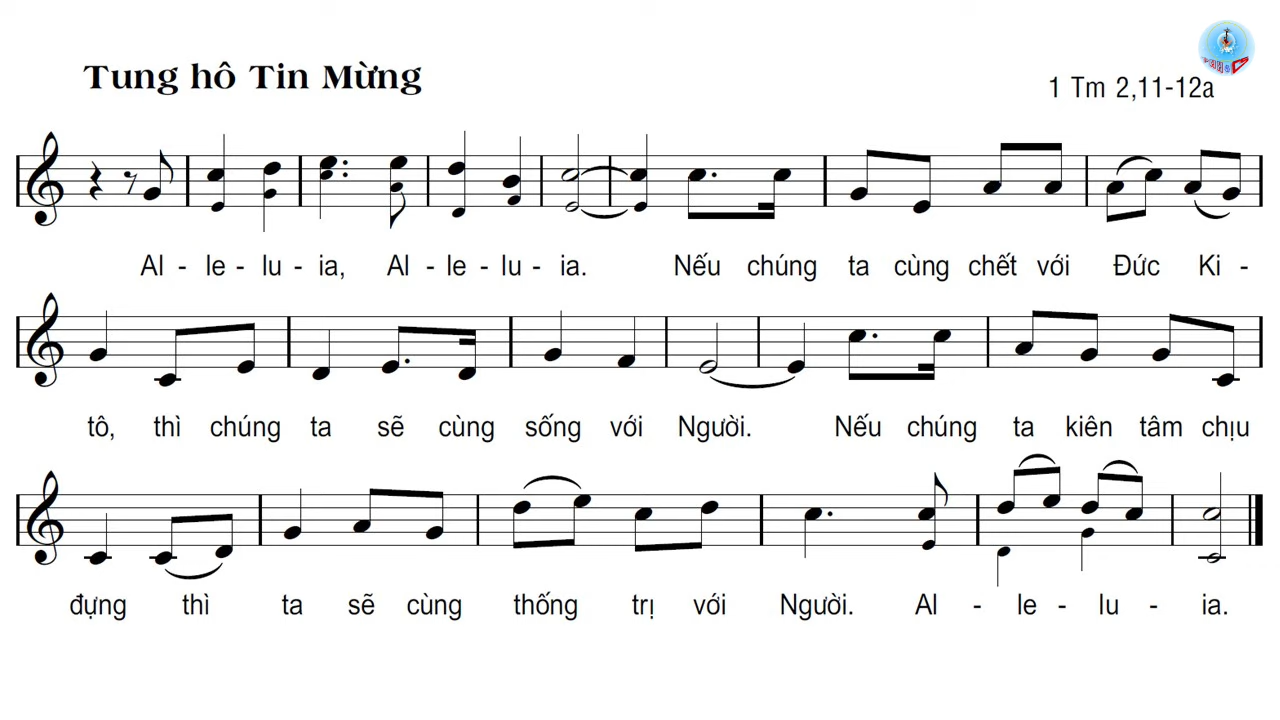 Tung hô Tin Mừng
1 Tm 2,11-12a
Al - le - lu - ia, Al - le - lu - ia. Nếu chúng ta cùng chết với Đức Ki -
tô, thì chúng ta sẽ cùng sống với Người. Nếu chúng ta kiên tâm chịu
đựng thì ta sẽ cùng thống trị với Người. Al - le - lu - ia.